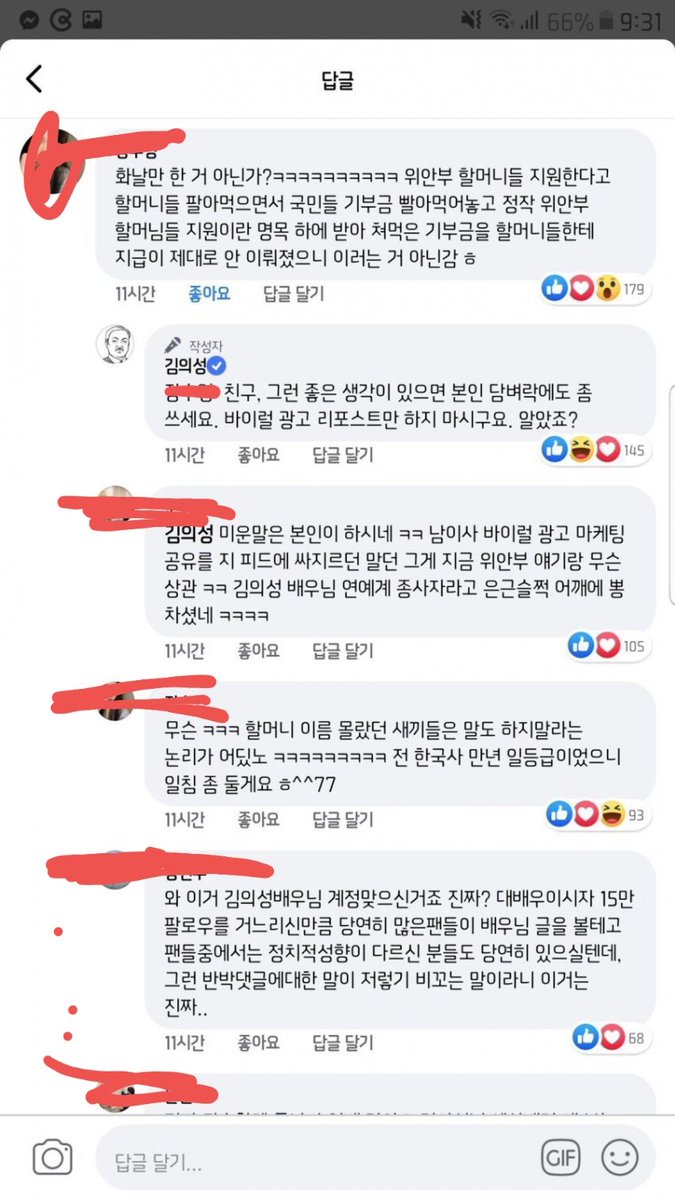 66% 9:31
답글
화날만 한 거 아닌가?ㅋㅋㅋㅋㅋㅋㅋㅋㅋㅋ 위안부 할머니들 지원한다고
할머니들 팔아먹으면서 국민들 기부금 빨아먹어놓고 정작 위안부
할머님들 지원이란 명목 하에 받아 쳐먹은 기부금을 할머니들한테
지급이 제대로 안 이뤄졌으니 이러는 거 아닌감 ㅎ
11시간 좋아요 답글 달기 179
작성자
김의성
친구, 그런 좋은 생각이 있으면 본인 담벼락에도 좀
쓰세요. 바이럴 광고 리포스트만 하지 마시구요. 알았죠?
11시간 좋아요 답글 달기 145
김의성 미운말은 본인이 하시네 ㅋㅋ 남이사 바이럴 광고 마케팅
공유를 지 피드에 싸지르던 말던 그게 지금 위안부 얘기랑 무슨
상관 ㅋㅋ 김의성 배우님 연예계 종사자라고 은근슬쩍 어깨에 뽕
차셨네 ㅋㅋㅋㅋ
11시간 좋아요 답글 달기 105
무슨 ㅋㅋㅋ 할머니 이름 몰랐던 새끼들은 말도 하지말라는
논리가 어딨노 ㅋㅋㅋㅋㅋㅋㅋㅋㅋ 전 한국사 만년 일등급이었으니
일침 좀 둘게요 ㅎ^^77
11시간 좋아요 답글 달기 93
와 이거 김의성배우님 계정맞으신거죠 진짜? 대배우이시자 15만
팔로우를 거느리신만큼 당연히 많은팬들이 배우님 글을 볼테고
팬들중에서는 정치적성향이 다르신 분들도 당연히 있으실텐데,
그런 반박댓글에대한 말이 저렇기 비꼬는 말이라니 이거는
진짜..
11시간 좋아요 답글 달기 68
답글 달기...
GIF